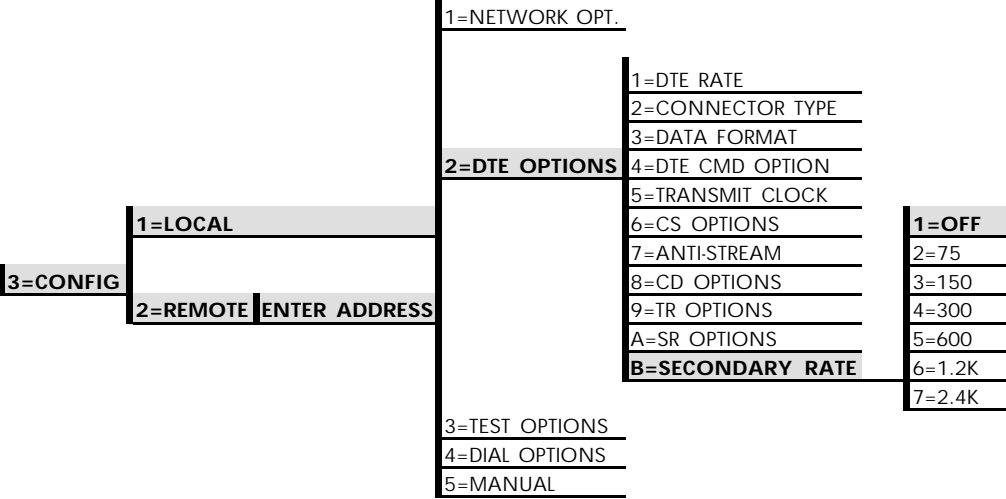 3=CONFIG
1=LOCAL
2=REMOTE ENTER ADDRESS
1=NETWORK OPT.
2=DTE OPTIONS
3=TEST OPTIONS
4=DIAL OPTIONS
5=MANUAL
1=DTE RATE
2=CONNECTOR TYPE
3=DATA FORMAT
4=DTE CMD OPTION
5=TRANSMIT CLOCK
6=CS OPTIONS
7=ANTI-STREAM
8=CD OPTIONS
9=TR OPTIONS
A=SR OPTIONS
B=SECONDARY RATE
1=OFF
2=75
3=150
4=300
5=600
6=1.2K
7=2.4K